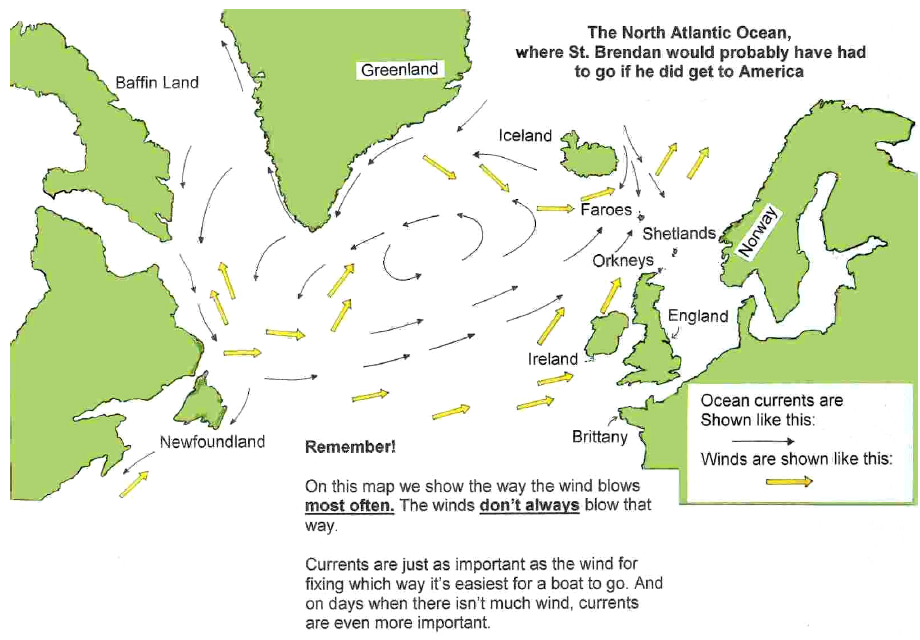 The North Atlantic Ocean,
where St. Brendan would probably have had
to go if he did get to America
Baffin Land
Greenland
Iceland
Faroes
Shetlands
Norway
Orkneys
England
Ireland
Brittany
Newfoundland
Ocean currents are
Shown like this:
Winds are shown like this:
Remember!
On this map we show the way the wind blows
most often. The winds don't always blow that
way.
Currents are just as important as the wind for
fixing which way it's easiest for a boat to go. And
on days when there isn't much wind, currents
are even more important.